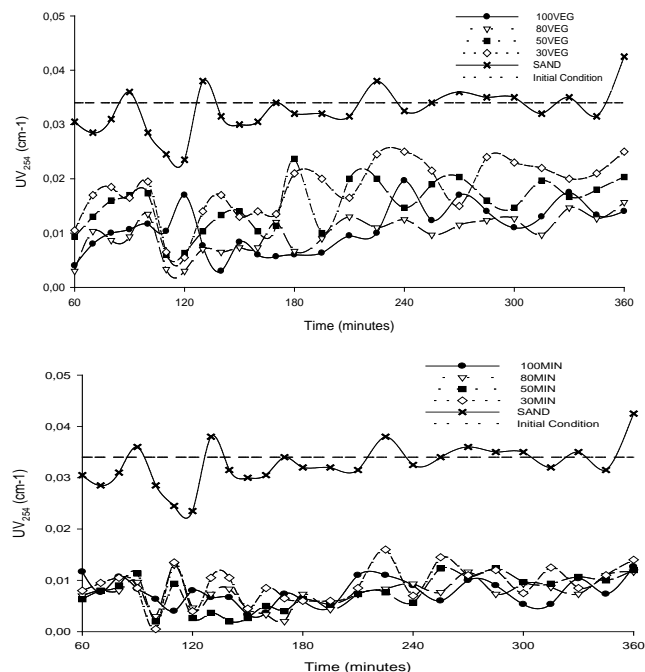 0,05
0,04
0,03
0,02
0,01
0,00
UV254 (cm-1)
60 120 180 240 300 360
Time (minutes)
100VEG
80VEG
50VEG
30VEG
SAND
Initial Condition
0,05
0,04
0,03
0,02
0,01
0,00
UV254 (cm-1)
60 120 180 240 300 360
Time (minutes)
100MIN
80MIN
50MIN
30MIN
SAND
Initial Condition